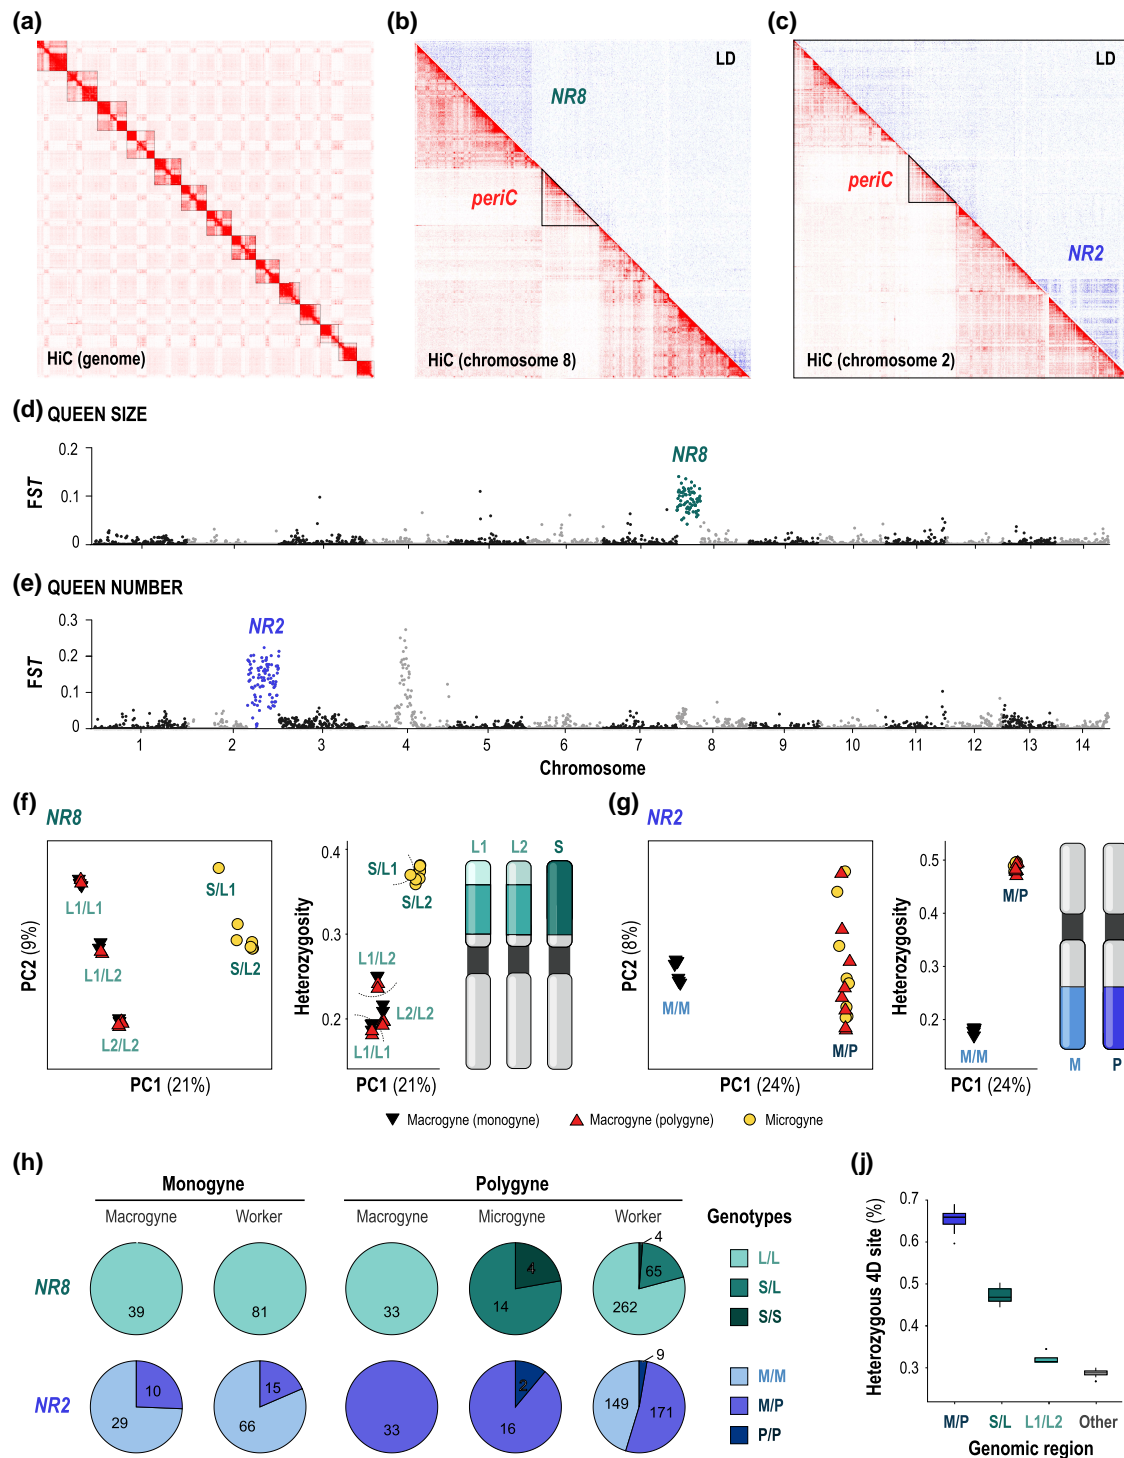 (a)
HiC (genome)
(b)
LD
NR8
periC
HiC (chromosome 8)
(c)
LD
periC
NR2
HiC (chromosome 2)
(d) QUEEN SIZE
FST
0.2
0.1
0
NR8
(e) QUEEN NUMBER
FST
0.3
0.2
0.1
0
NR2
1 2 3 4 5 6 7 8 9 10 11 12 13 14
Chromosome
(f)
NR8
PC2 (9%)
L1/L1
L1/L2
L2/L2
S/L1
S/L2
PC1 (21%)
Heterozygosity
0.4
0.3
0.2
S/L1
S/L2
L1/L2
L2/L2
L1/L1
PC1 (21%)
L1 L2 S
(g)
NR2
PC2 (8%)
M/M
M/P
PC1 (24%)
Heterozygosity
0.5
0.4
0.3
0.2
M/P
M/M
PC1 (24%)
M P
Macrogyne (monogyne) Macrogyne (polygyne) Microgyne
(h)
Monogyne Polygyne
Macrogyne Worker Macrogyne Microgyne Worker
Genotypes
NR8
39
81
33
4
14
4
65
262
L/L
S/L
S/S
NR2
10
29
15
66
33
2
16
9
149
171
M/M
M/P
P/P
(j)
Heterozygous 4D site (%)
0.7
0.6
0.5
0.4
0.3
M/P S/L L1/L2 Other
Genomic region